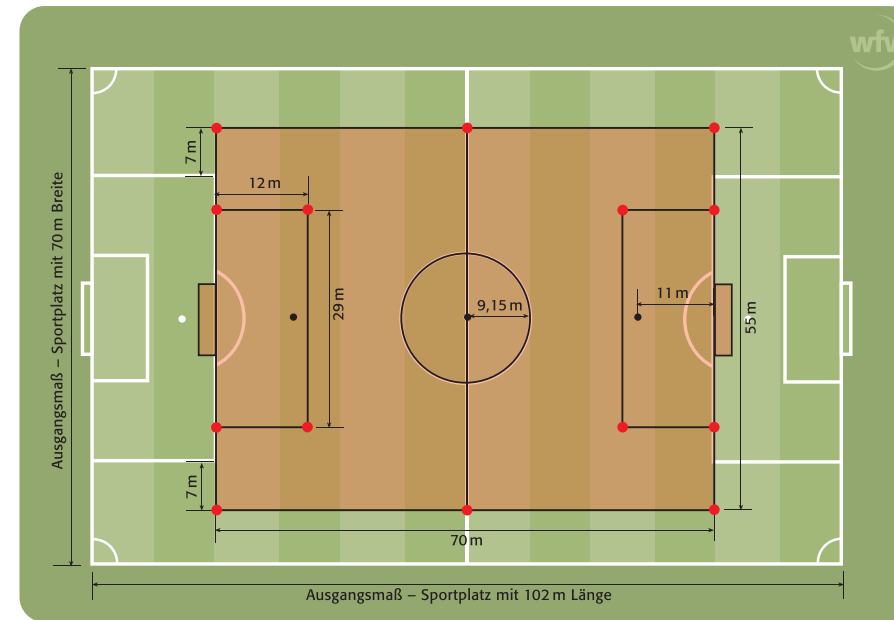 wfv
7 m
12 m
Ausgangsmaß – Sportplatz mit 70 m Breite
29 m
9,15 m
11 m
55 m
7 m
70 m
Ausgangsmaß – Sportplatz mit 102 m Länge